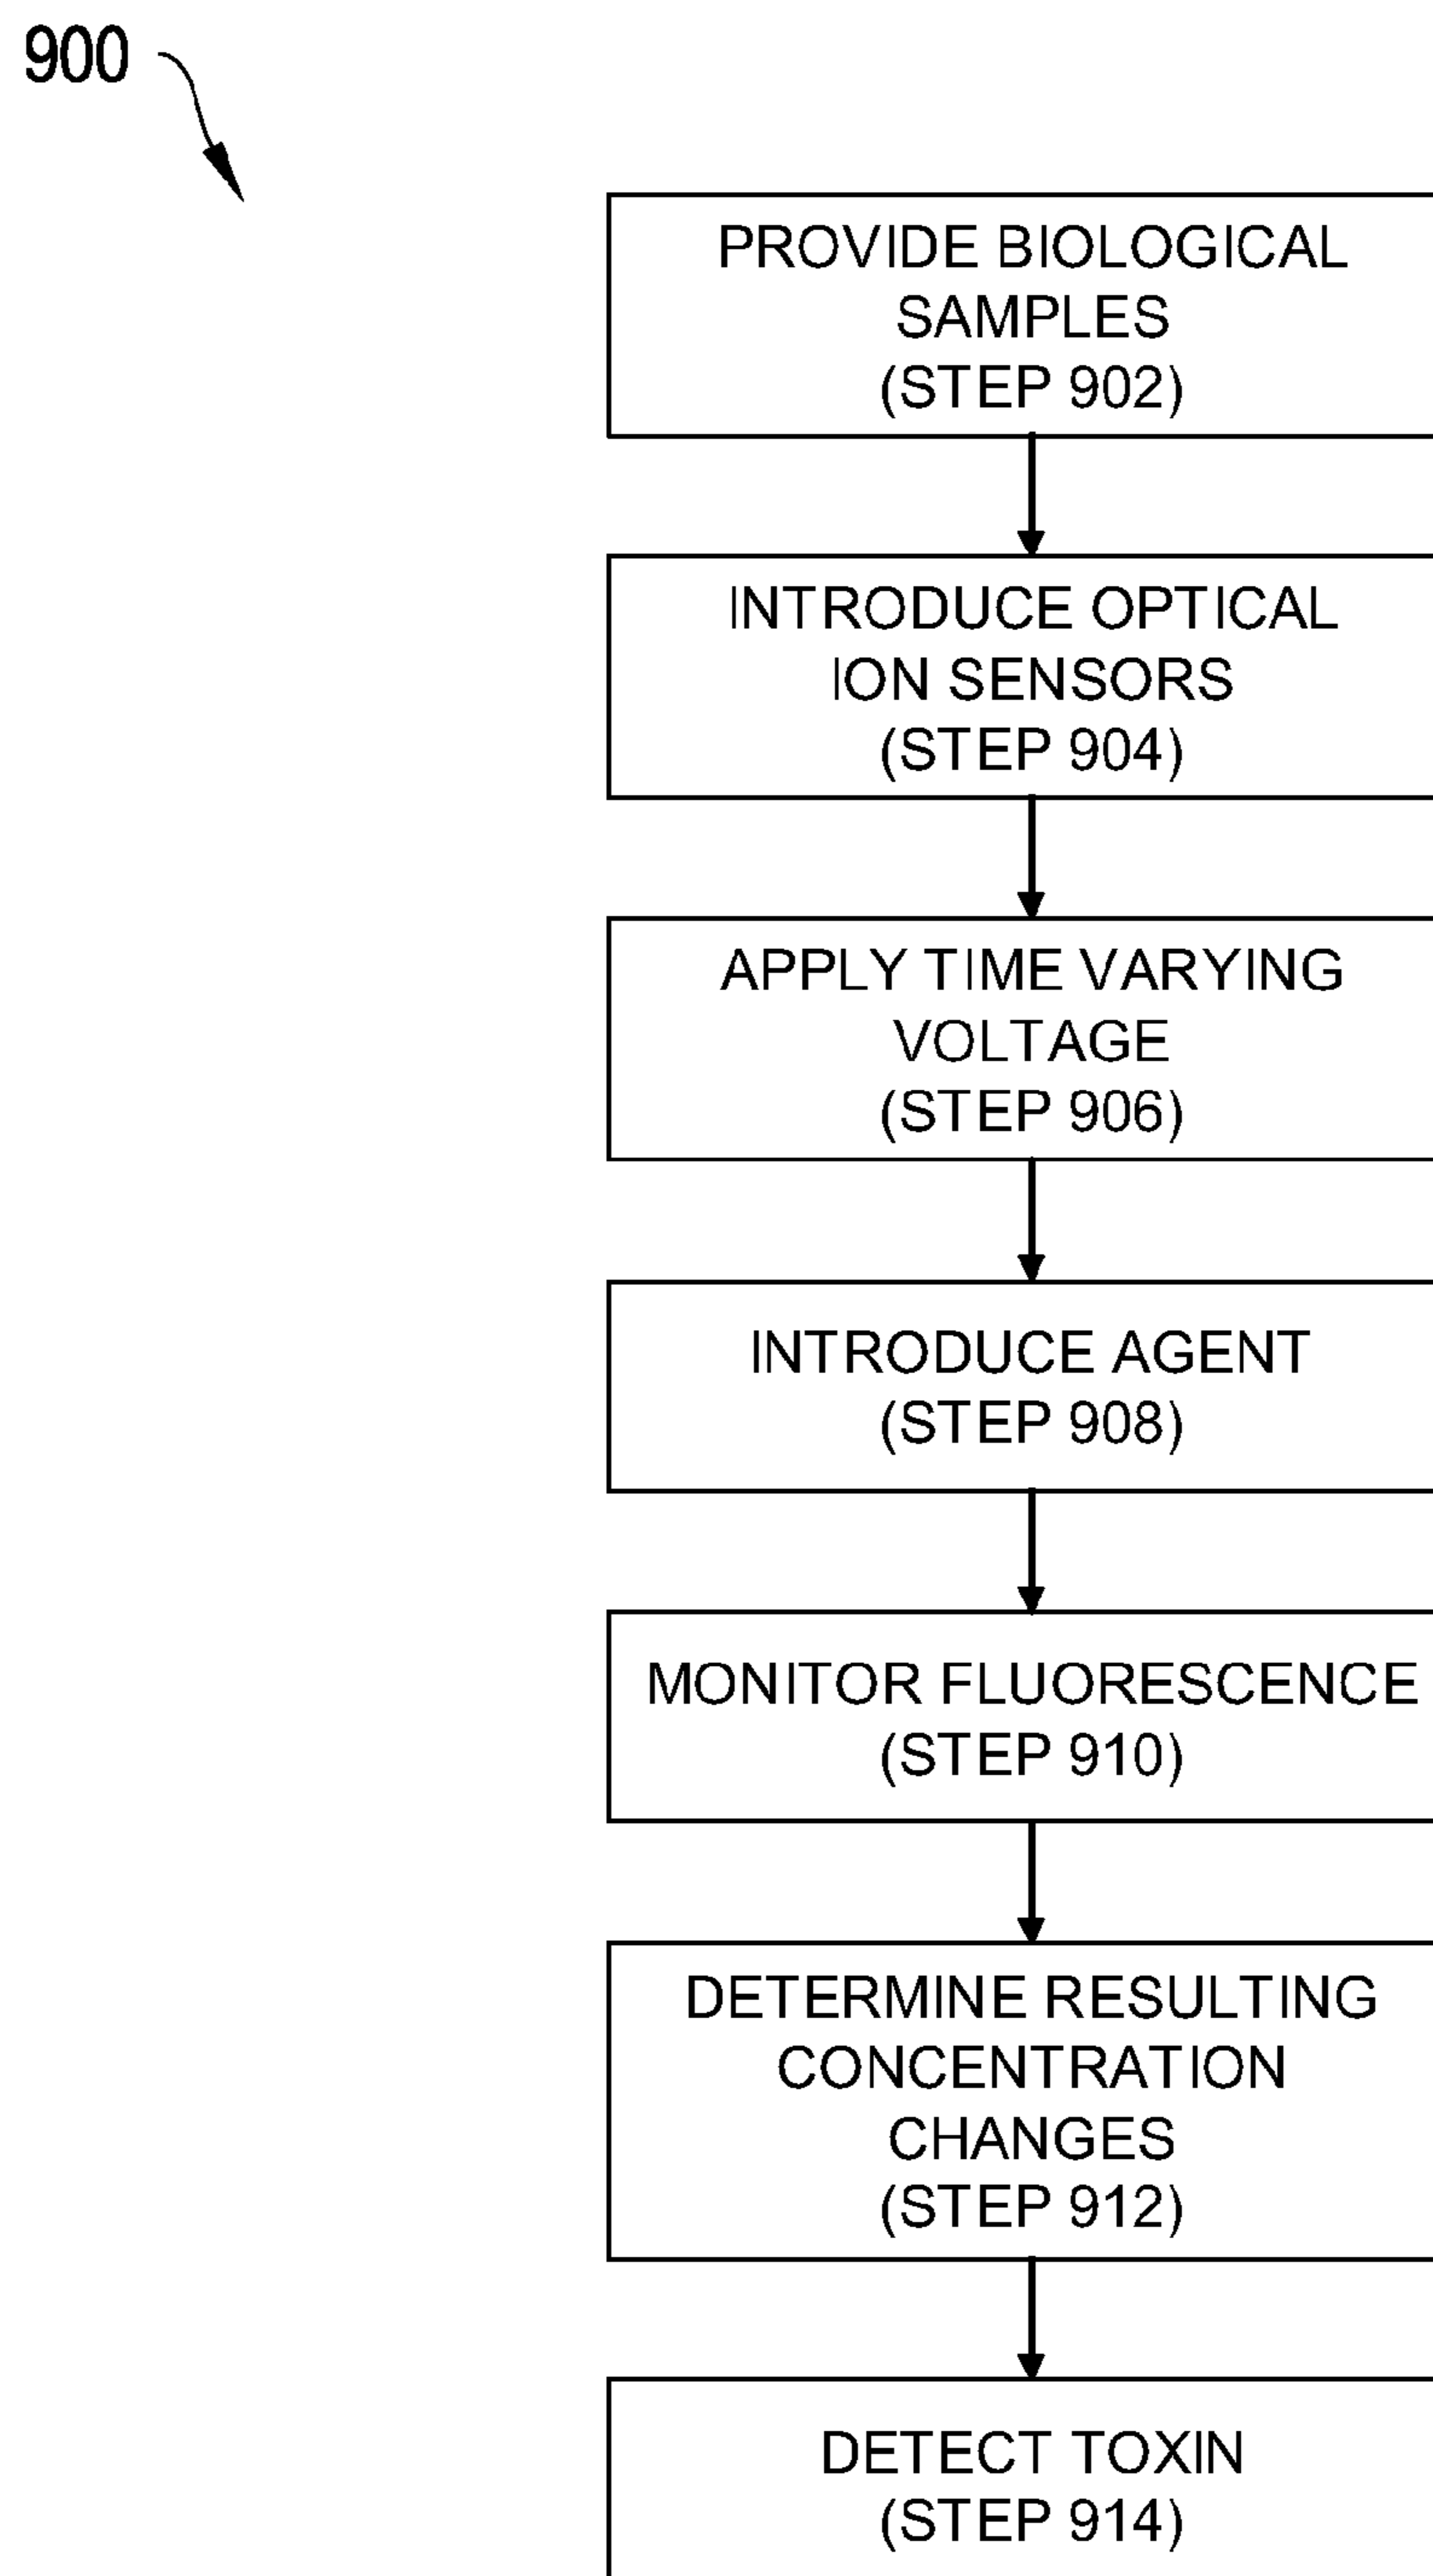 900
PROVIDE BIOLOGICAL
SAMPLES
(STEP 902)
INTRODUCE OPTICAL
ION SENSORS
(STEP 904)
APPLY TIME VARYING
VOLTAGE
(STEP 906)
INTRODUCE AGENT
(STEP 908)
MONITOR FLUORESCENCE
(STEP 910)
DETERMINE RESULTING
CONCENTRATION
CHANGES
(STEP 912)
DETECT TOXIN
(STEP 914)